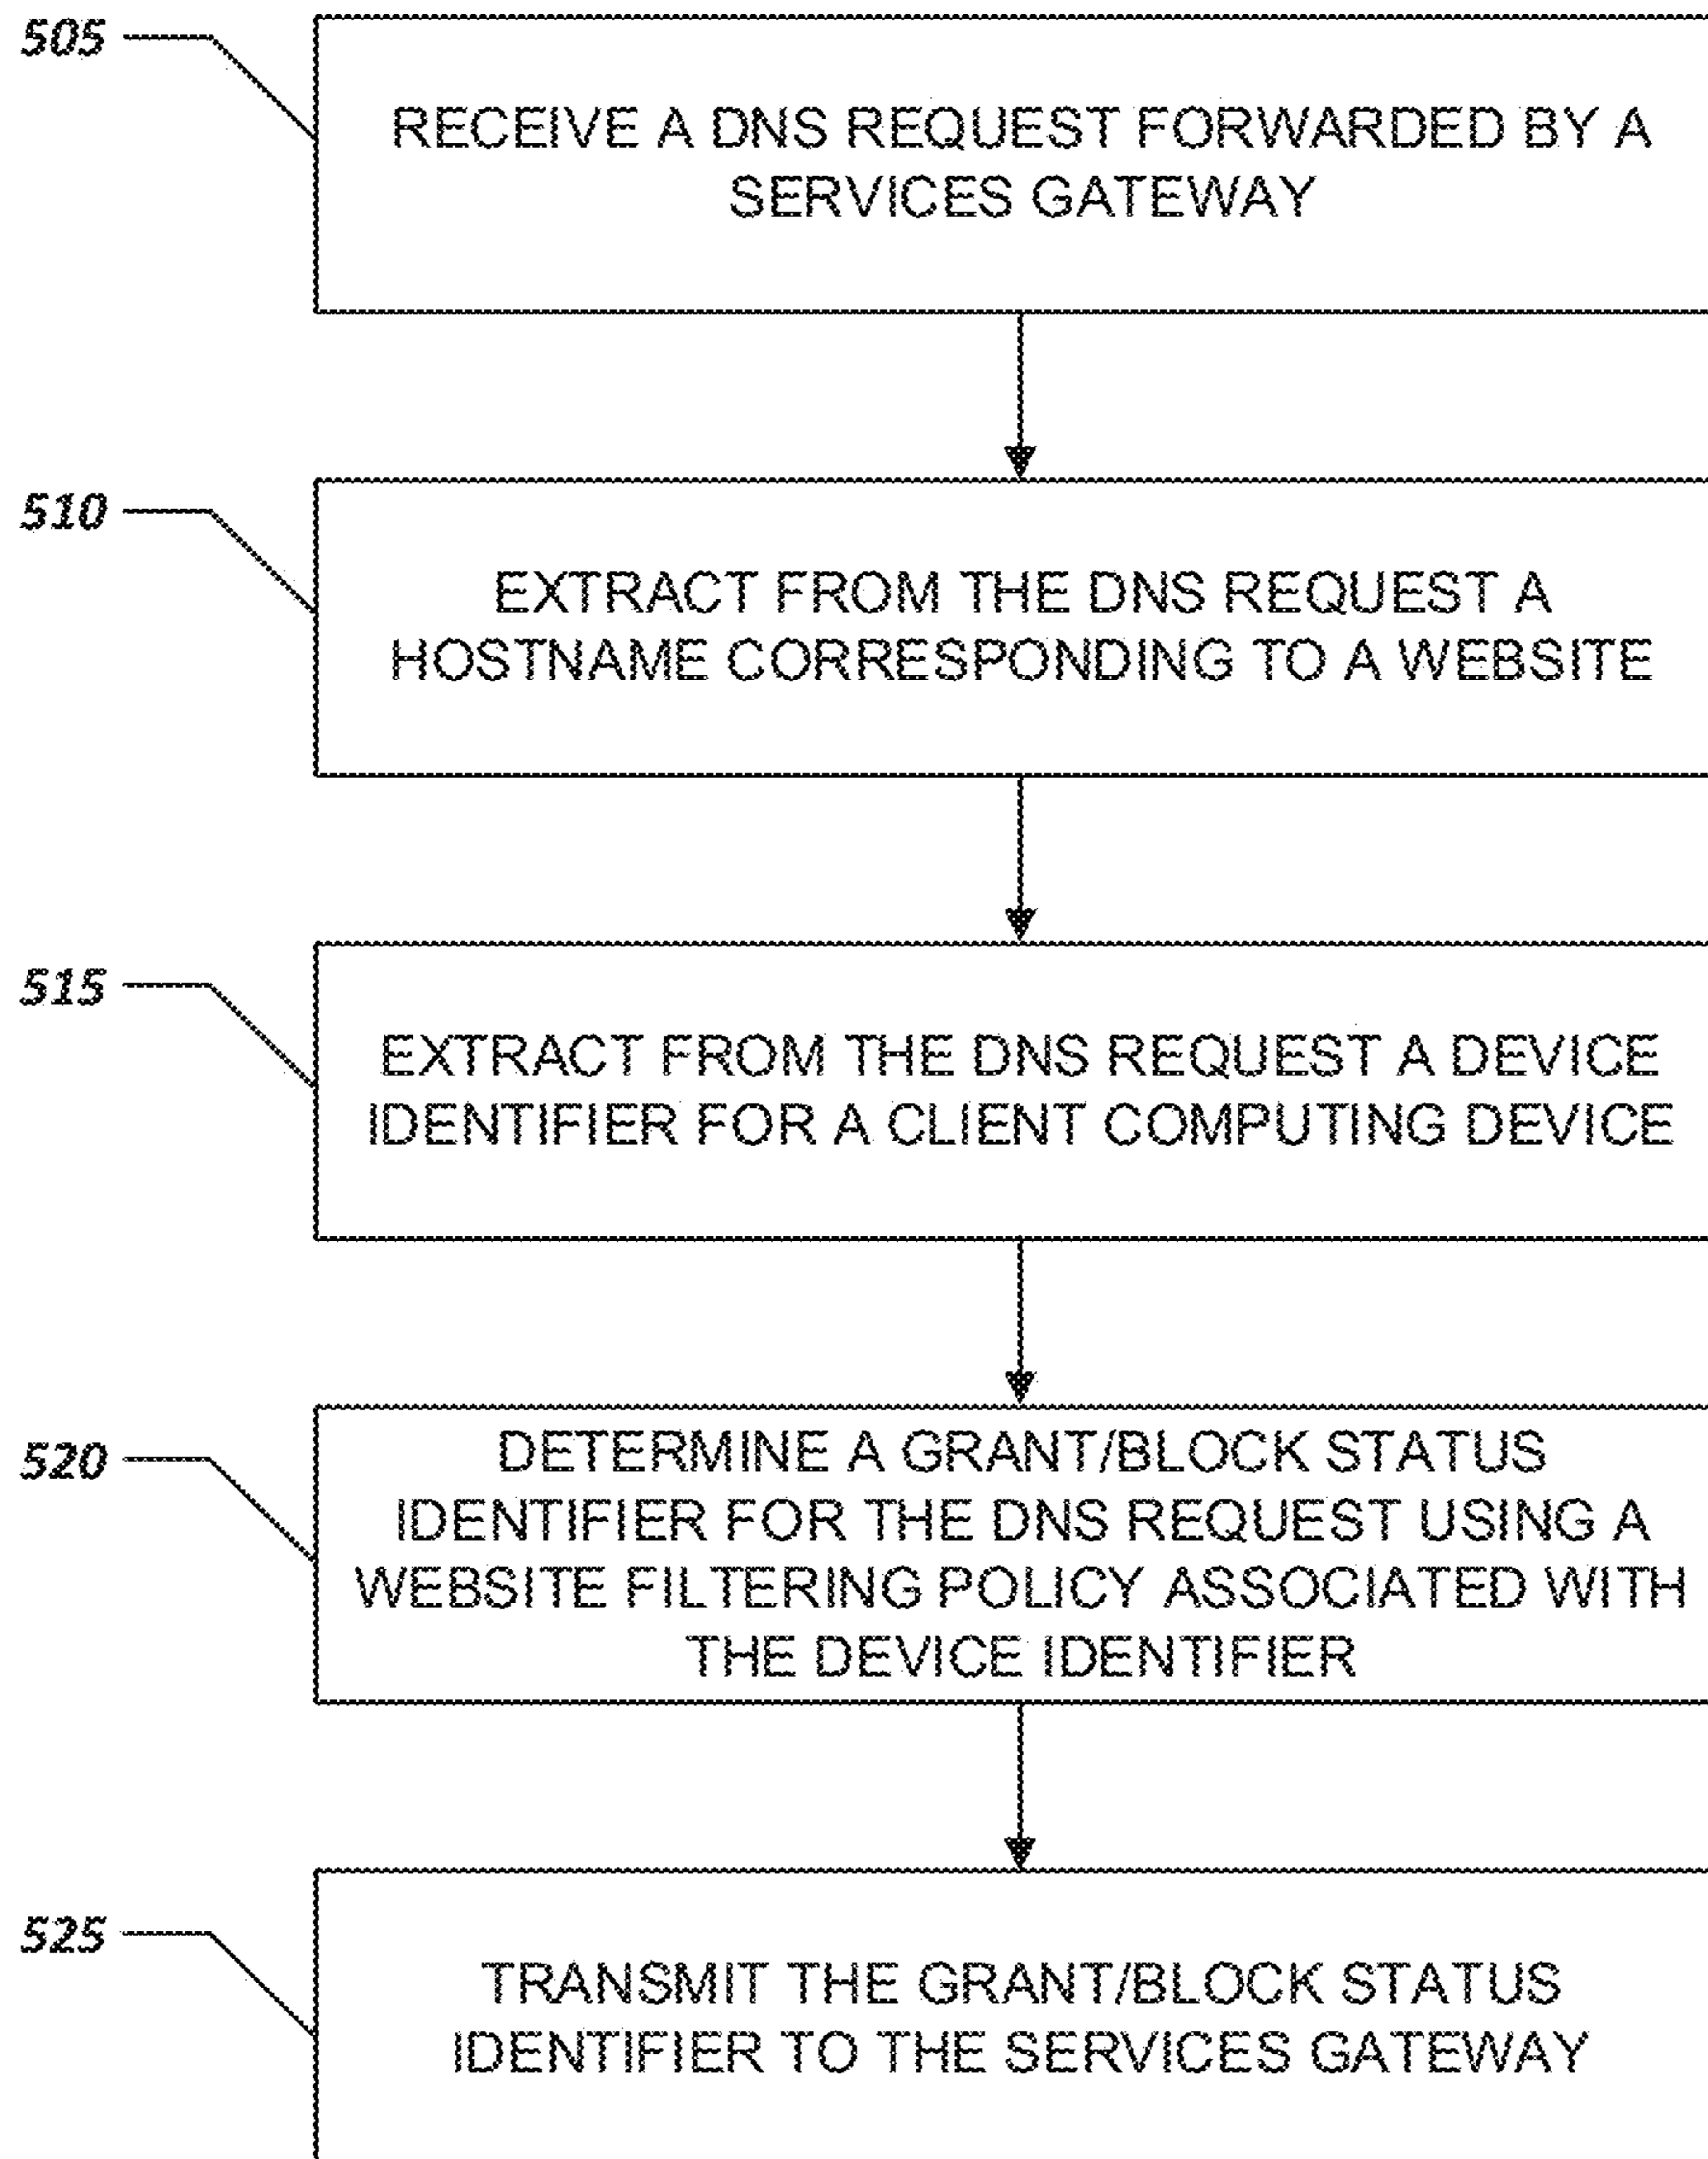 505
RECEIVE A DNS REQUEST FORWARDED BY A
SERVICES GATEWAY
510
EXTRACT FROM THE DNS REQUEST A
HOSTNAME CORRESPONDING TO A WEBSITE
515
EXTRACT FROM THE DNS REQUEST A DEVICE
IDENTIFIER FOR A CLIENT COMPUTING DEVICE
520
DETERMINE A GRANT/BLOCK STATUS
IDENTIFIER FOR THE DNS REQUEST USING A
WEBSITE FILTERING POLICY ASSOCIATED WITH
THE DEVICE IDENTIFIER
525
TRANSMIT THE GRANT/BLOCK STATUS
IDENTIFIER TO THE SERVICES GATEWAY